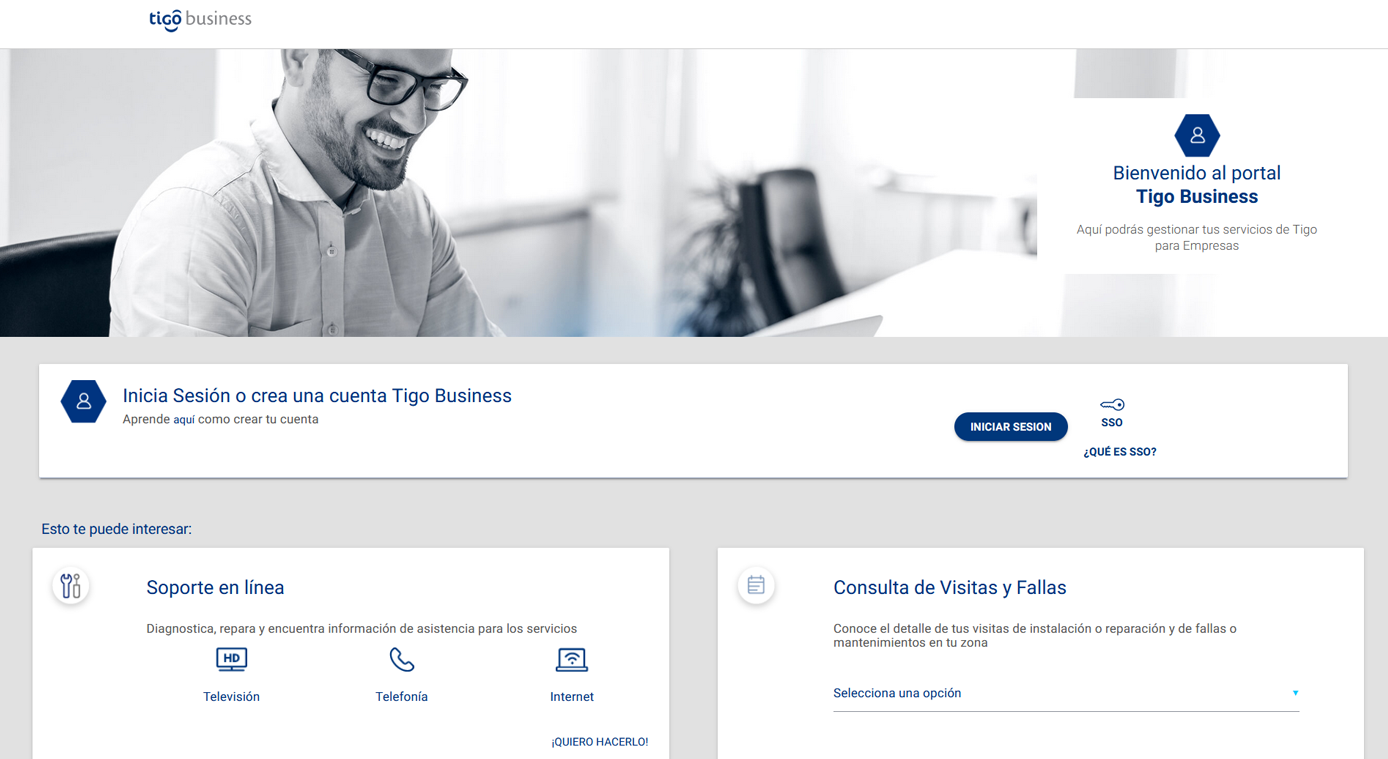 tigo business
Bienvenido al portal
Tigo Business
Aquí podrás gestionar tus servicios de Tigo
para Empresas
Inicia Sesión o crea una cuenta Tigo Business
Aprende aquí como crear tu cuenta
INICIAR SESION
SSO
¿QUÉ ES SSO?
Esto te puede interesar:
Soporte en línea
Diagnostica, repara y encuentra información de asistencia para los servicios
HD
Televisión
Telefonía
Internet
¡QUIERO HACERLO!
Consulta de Visitas y Fallas
Conoce el detalle de tus visitas de instalación o reparación y de fallas o
mantenimientos en tu zona
Selecciona una opción